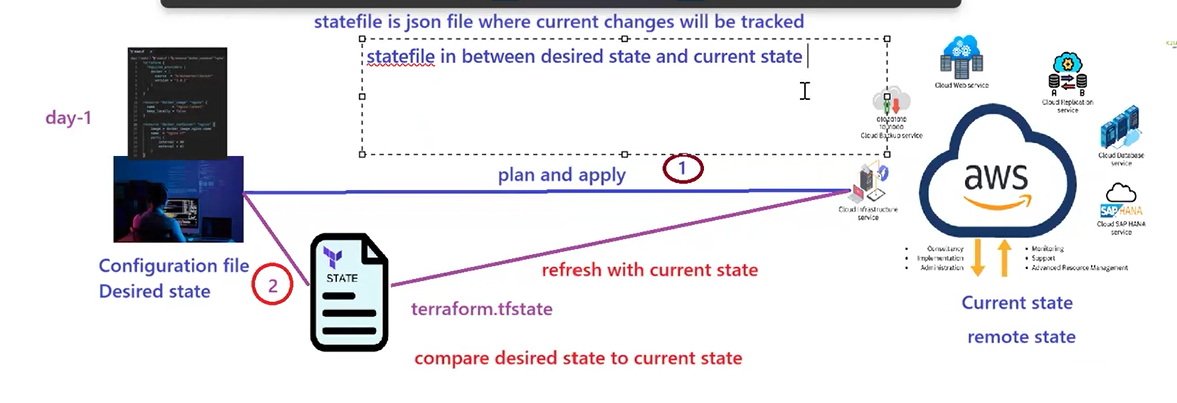 statefile is json file where current changes will be tracked
statefile in between desired state and current state
day-1
plan and apply
1
Configuration file
Desired state
2
STATE
terraform.tfstate
refresh with current state
compare desired state to current state
Cloud Web service
A B
Cloud Replication
service
Cloud Backup service
Cloud Database
service
aws
Cloud Infrastructure
service
SAP HANA
Cloud SAP HANA
service
Consultancy
Implementation
Administration
Monitoring
Support
Advanced Resource Management
Current state
remote state